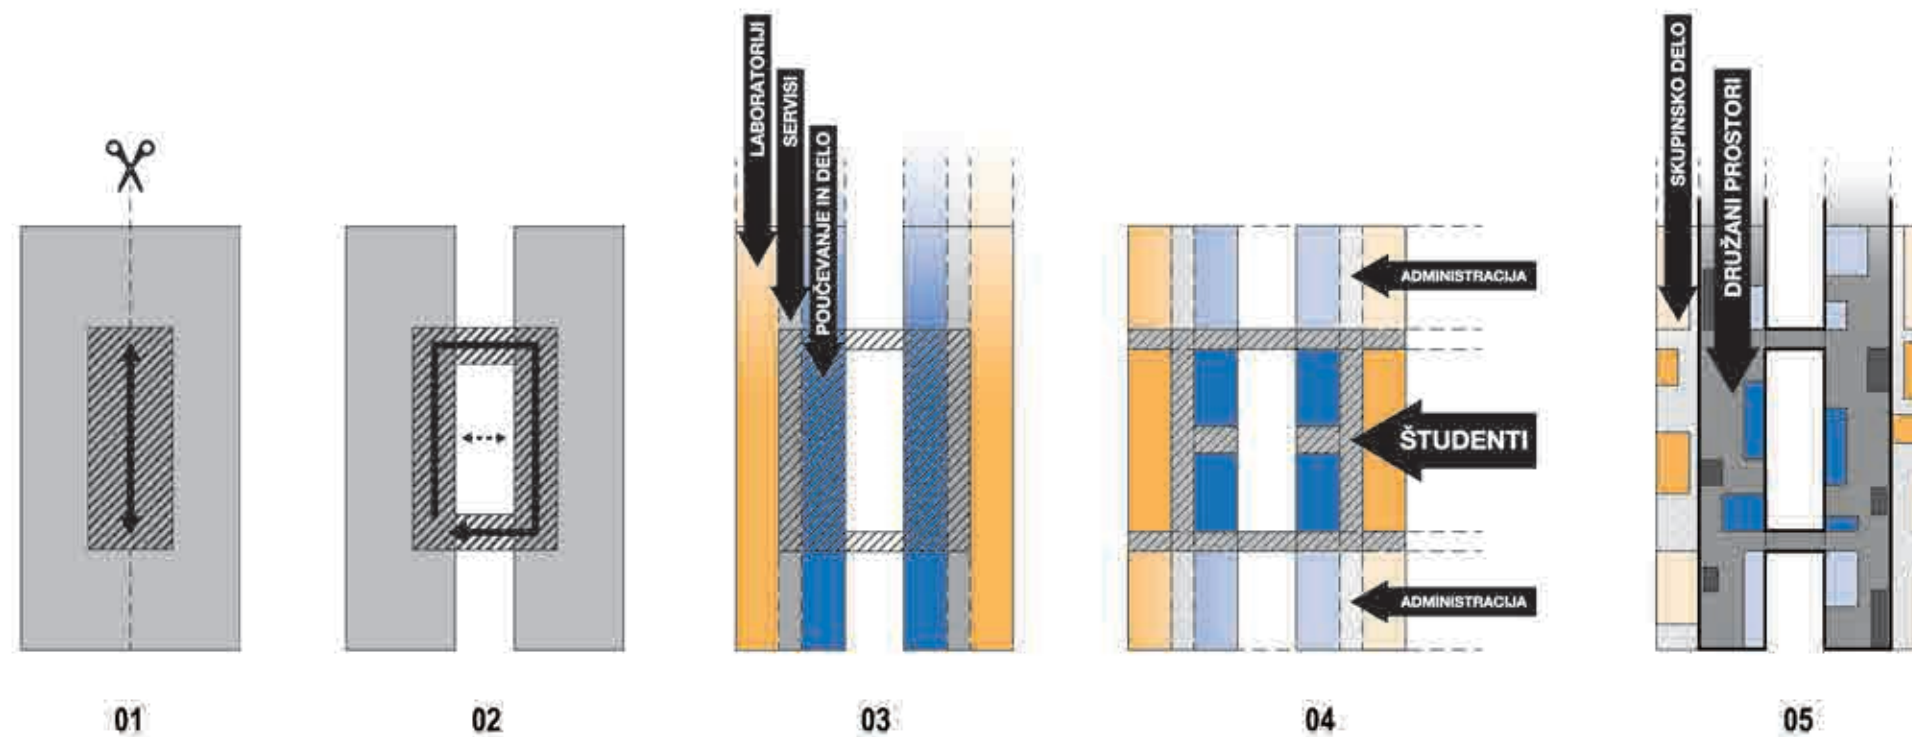 LABORATORIJI
SERVISI
POUČEVANJE IN DELO
ADMINISTRACIJA
ŠTUDENTI
ADMINISTRACIJA
SKUPINSKO DELO
DRUŽANI PROSTORI
01
02
03
04
05